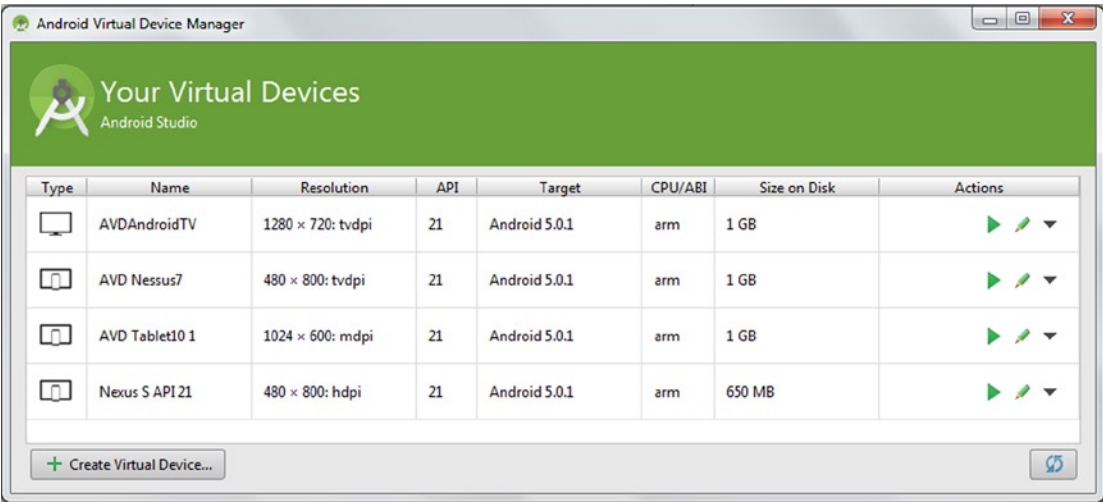 Android Virtual Device Manager
Your Virtual Devices
Android Studio
Type Name Resolution API Target CPU/ABI Size on Disk Actions
AVDAndroidTV 1280 × 720: tvdpi 21 Android 5.0.1 arm 1 GB
AVD Nessus7 480 × 800: tvdpi 21 Android 5.0.1 arm 1 GB
AVD Tablet10 1 1024 × 600: mdpi 21 Android 5.0.1 arm 1 GB
Nexus S API 21 480 × 800: hdpi 21 Android 5.0.1 arm 650 MB
Create Virtual Device...